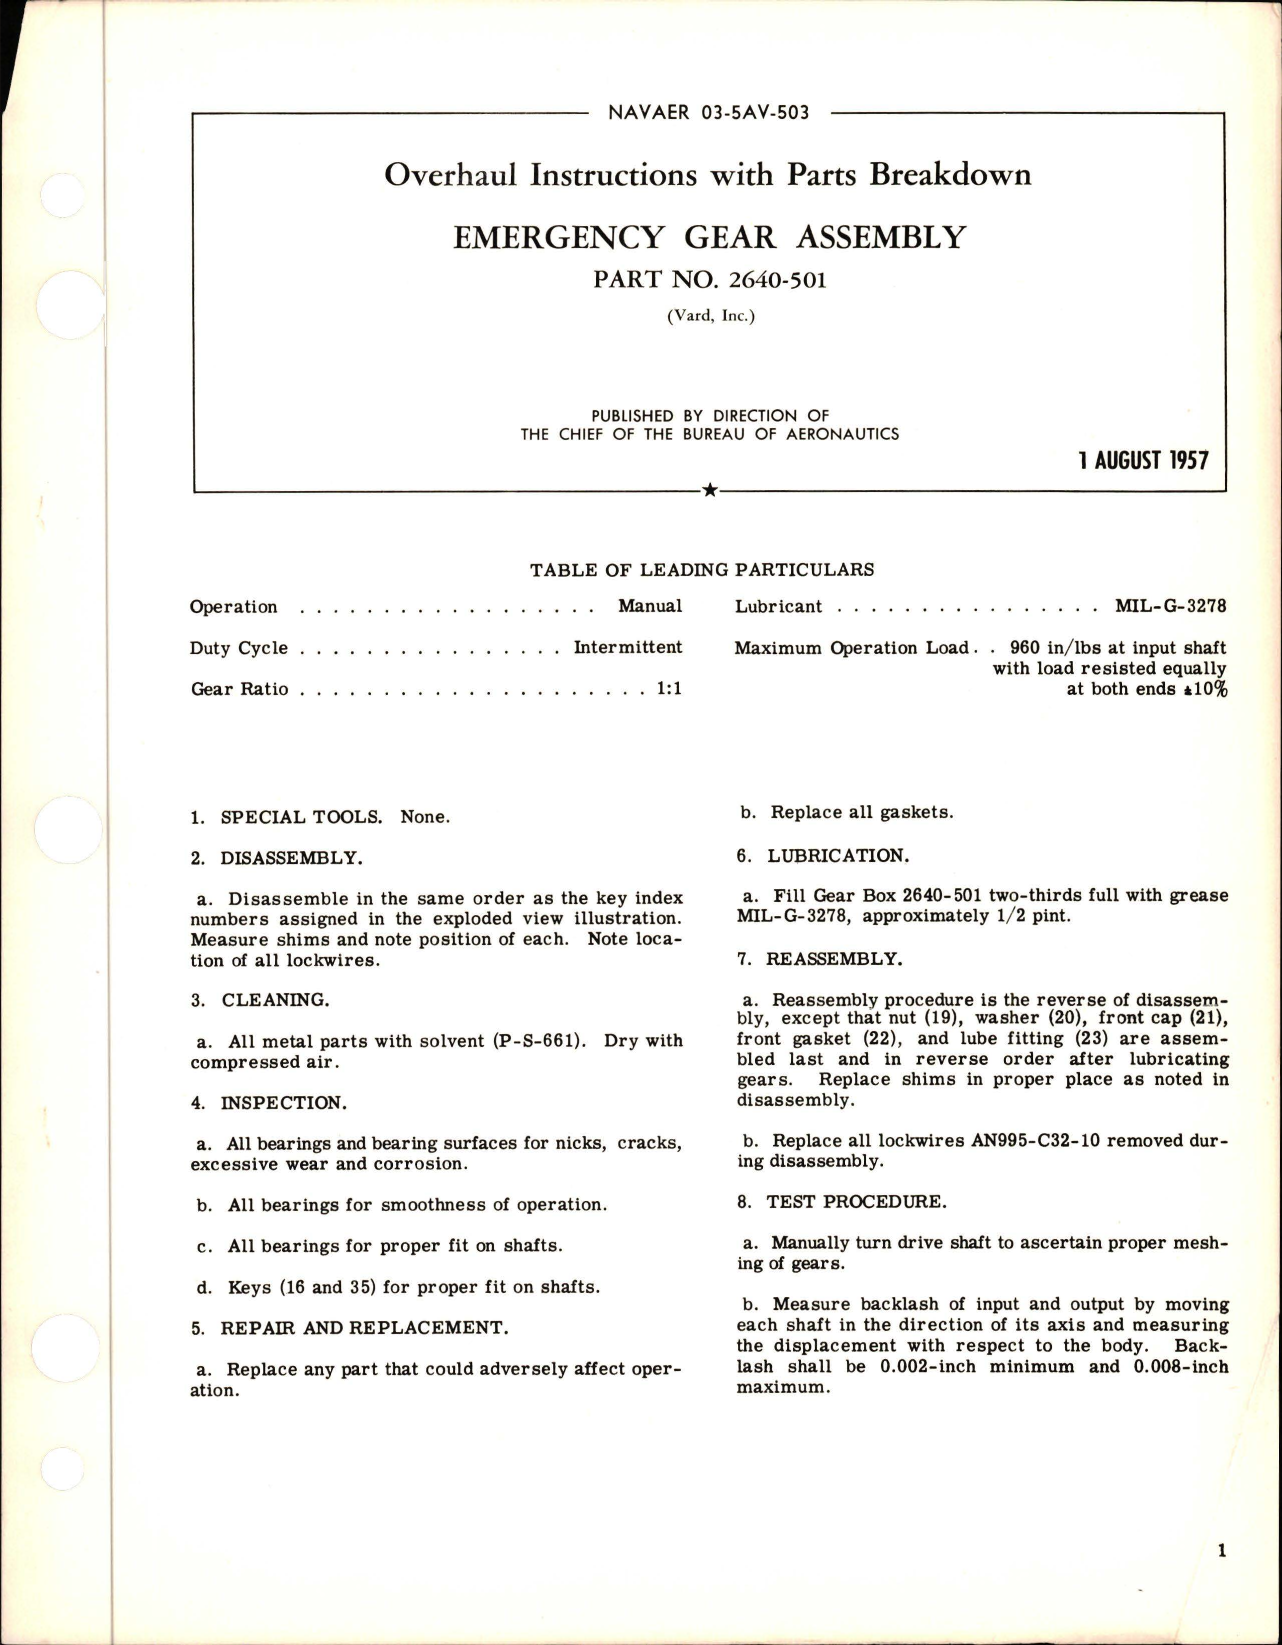 NAVAER 03-5AV-503
Overhaul Instructions with Parts Breakdown
EMERGENCY GEAR ASSEMBLY
PART NO. 2640-501
(Vard, Inc.)
PUBLISHED BY DIRECTION OF
THE CHIEF OF THE BUREAU OF AERONAUTICS
1 AUGUST 1957
TABLE OF LEADING PARTICULARS
Operation . . . . . . . . . . . . . . . . . . Manual
Duty Cycle . . . . . . . . . . . . . . . . Intermittent
Gear Ratio . . . . . . . . . . . . . . . . . . . . . 1:1
Lubricant . . . . . . . . . . . . . . . . MIL-G-3278
Maximum Operation Load. . 960 in/lbs at input shaft
with load resisted equally
at both ends ±10%
1. SPECIAL TOOLS. None.
2. DISASSEMBLY.
a. Disassemble in the same order as the key index
numbers assigned in the exploded view illustration.
Measure shims and note position of each. Note loca-
tion of all lockwires.
3. CLEANING.
a. All metal parts with solvent (P-S-661). Dry with
compressed air.
4. INSPECTION.
a. All bearings and bearing surfaces for nicks, cracks,
excessive wear and corrosion.
b. All bearings for smoothness of operation.
c. All bearings for proper fit on shafts.
d. Keys (16 and 35) for proper fit on shafts.
5. REPAIR AND REPLACEMENT.
a. Replace any part that could adversely affect oper-
ation.
b. Replace all gaskets.
6. LUBRICATION.
a. Fill Gear Box 2640-501 two-thirds full with grease
MIL-G-3278, approximately 1/2 pint.
7. REASSEMBLY.
a. Reassembly procedure is the reverse of disassem-
bly, except that nut (19), washer (20), front cap (21),
front gasket (22), and lube fitting (23) are assem-
bled last and in reverse order after lubricating
gears. Replace shims in proper place as noted in
disassembly.
b. Replace all lockwires AN995-C32-10 removed dur-
ing disassembly.
8. TEST PROCEDURE.
a. Manually turn drive shaft to ascertain proper mesh-
ing of gears.
b. Measure backlash of input and output by moving
each shaft in the direction of its axis and measuring
the displacement with respect to the body. Back-
lash shall be 0.002-inch minimum and 0.008-inch
maximum.
1